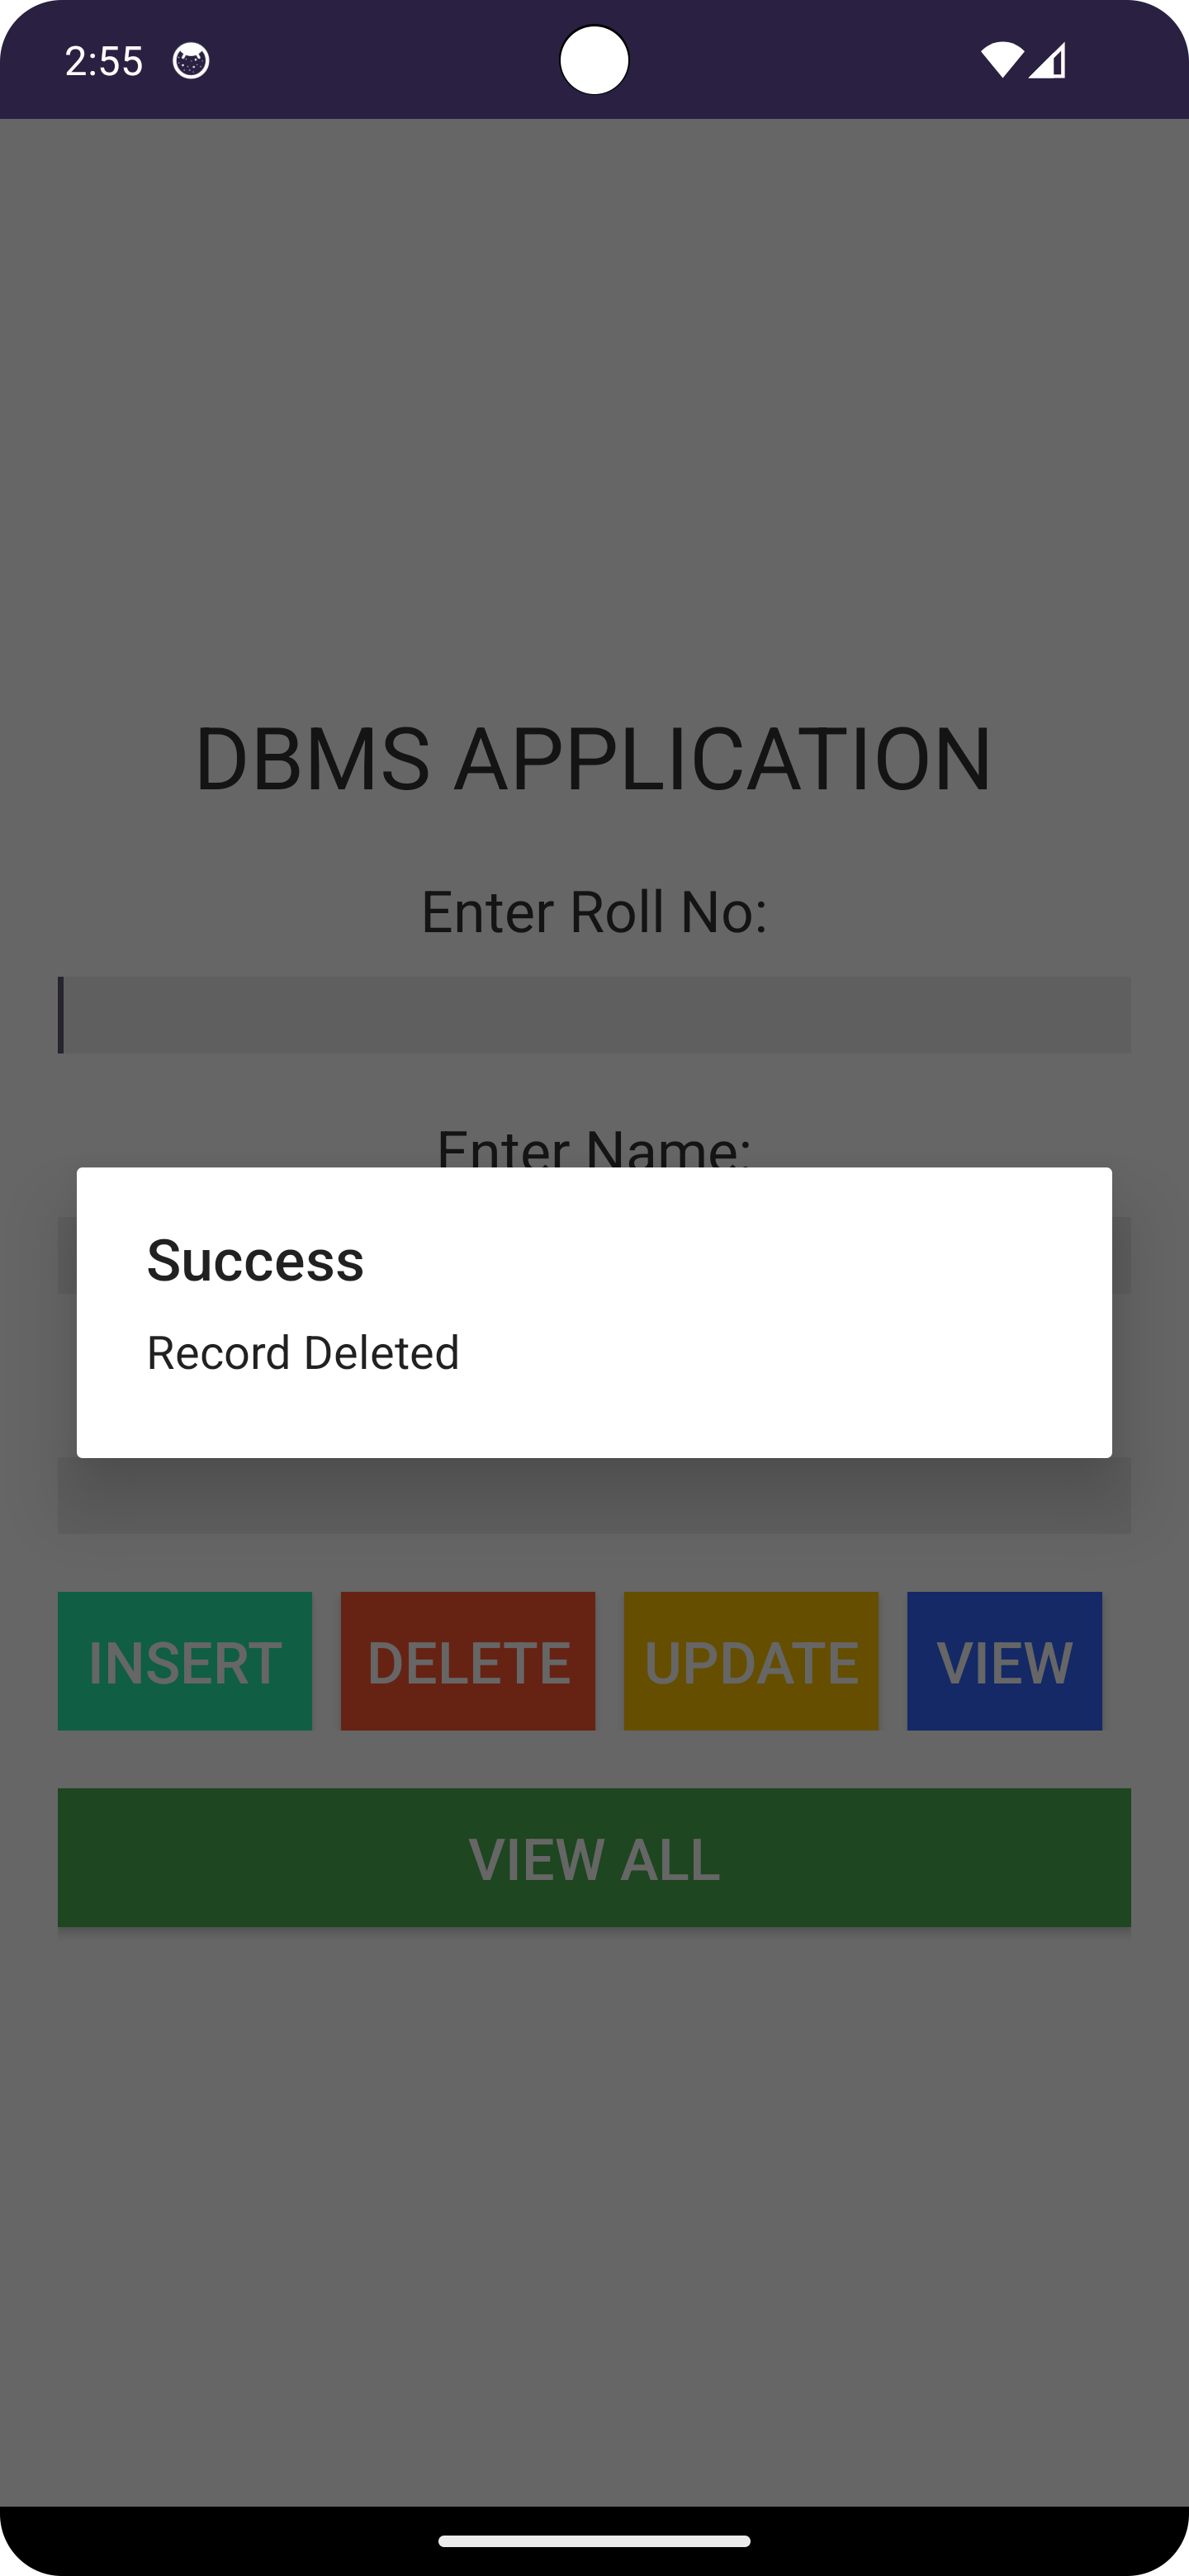 2:55
DBMS APPLICATION
Enter Roll No:
Enter Name:
Success
Record Deleted
INSERT DELETE UPDATE VIEW
VIEW ALL